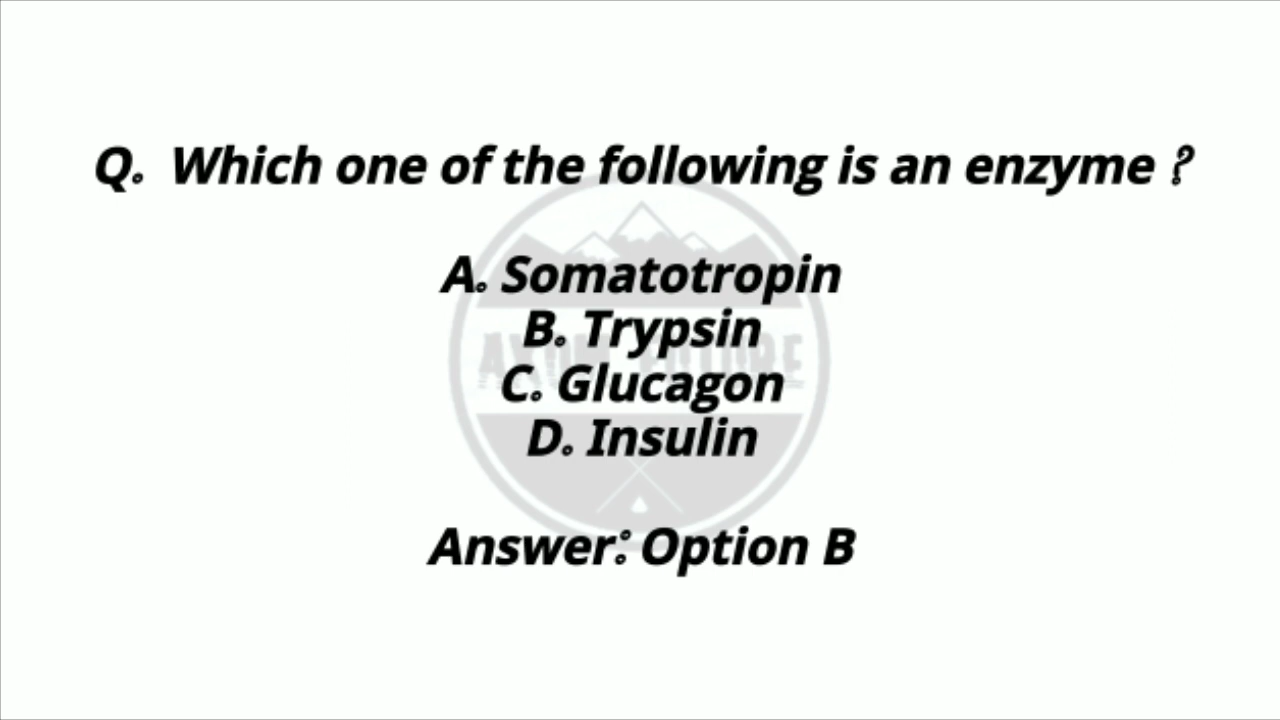 Q. Which one of the following is an enzyme ?
A. Somatotropin
B. Trypsin
C. Glucagon
D. Insulin
Answer: Option B